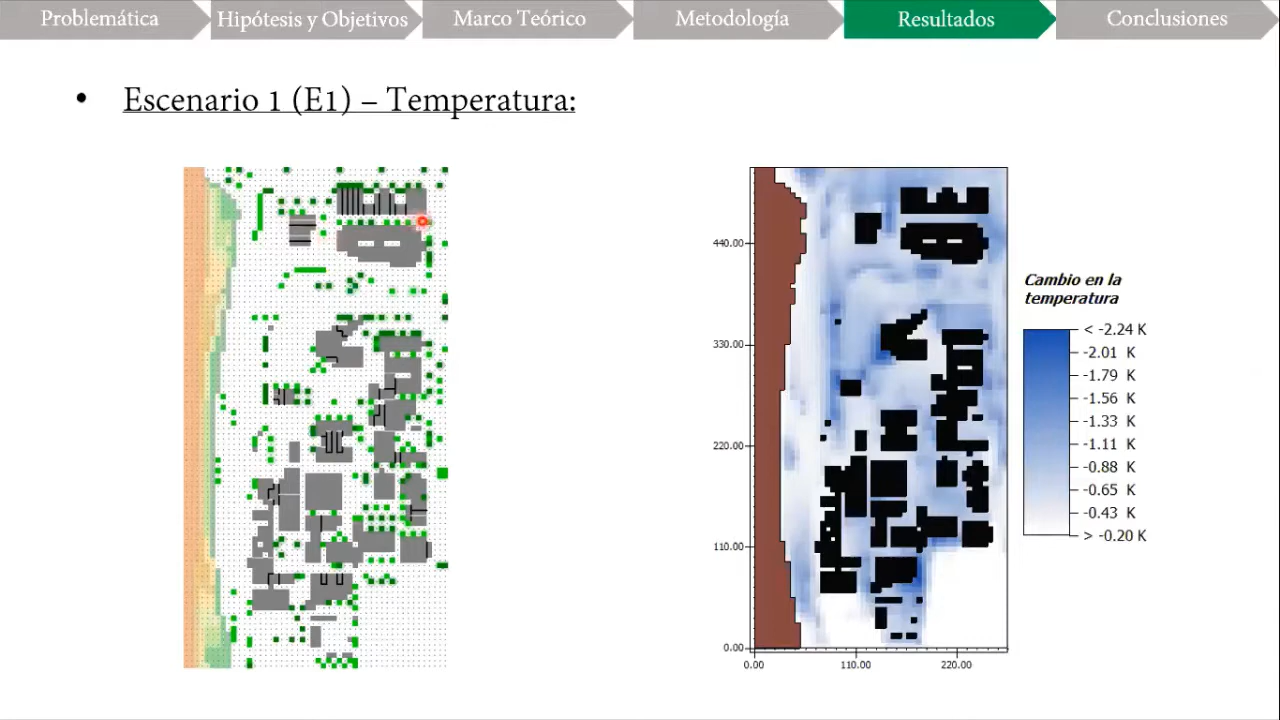 Problemática
Hipótesis y Objetivos
Marco Teórico
Metodología
Resultados
Conclusiones
• Escenario 1 (E1) – Temperatura:
440.00
330.00
220.00
110.00
0.00
0.00 110.00 220.00
Cambio en la
temperatura
< -2.24 K
-2.01 K
-1.79 K
-1.56 K
-1.33 K
-1.11 K
-0.88 K
-0.65 K
-0.43 K
> -0.20 K